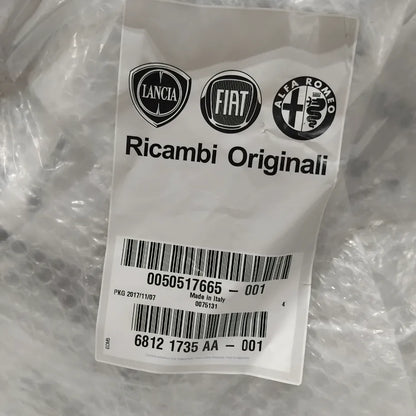 LANCIA
FIAT
ALFA ROMEO
Ricambi Originali
0050517665 - 001
PKG 2017/11/07
Made in Italy
0075131
4
6812 1735 AA - 001